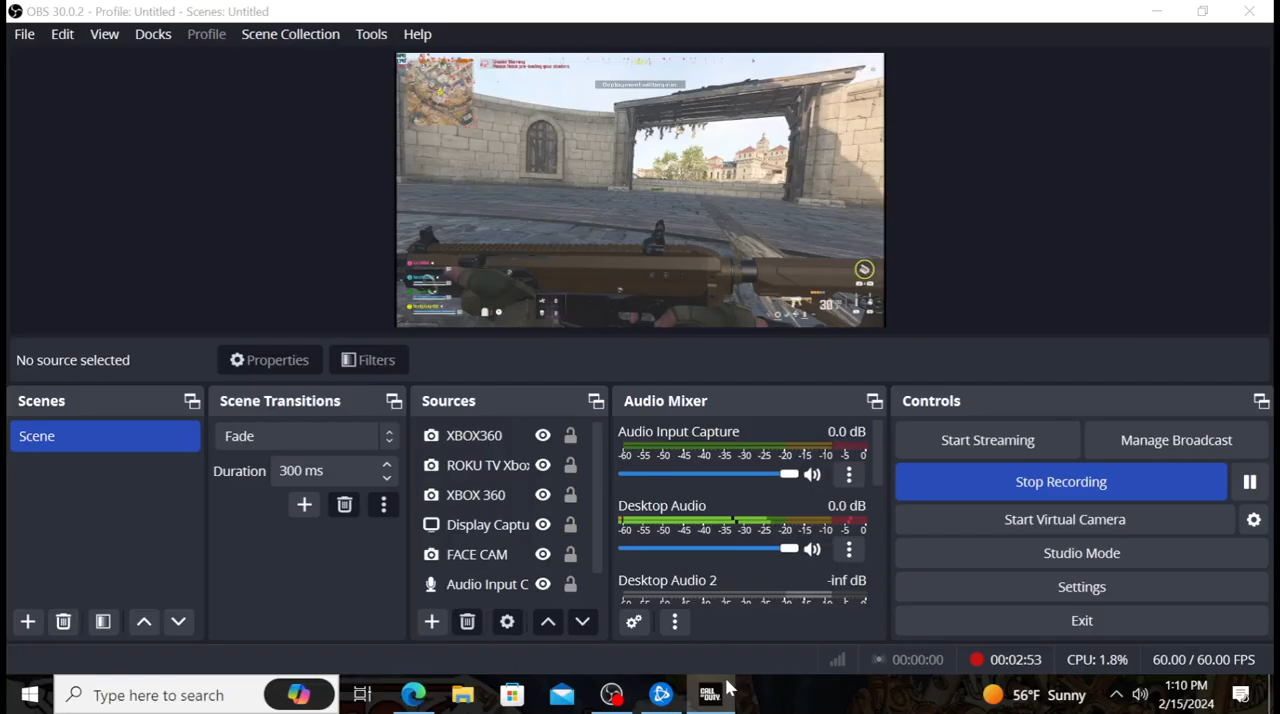 OBS 30.0.2 - Profile: Untitled - Scenes: Untitled
File Edit View Docks Profile Scene Collection Tools Help
No source selected
Properties
Filters
Scenes
Scene
Scene Transitions
Fade
Duration 300 ms
Sources
XBOX360
ROKU TV Xbo
XBOX 360
Display Captu
FACE CAM
Audio Input C
Audio Mixer
Audio Input Capture 0.0 dB
-60 -55 -50 -45 -40 -35 -30 -25 -20 -15 -10 -5 0
Desktop Audio 0.0 dB
-60 -55 -50 -45 -40 -35 -30 -25 -20 -15 -10 -5 0
Desktop Audio 2 -inf dB
Controls
Start Streaming
Manage Broadcast
Stop Recording
Start Virtual Camera
Studio Mode
Settings
Exit
00:00:00 00:02:53 CPU: 1.8% 60.00 / 60.00 FPS
Type here to search
CALL OF DUTY
56°F Sunny
1:10 PM
2/15/2024